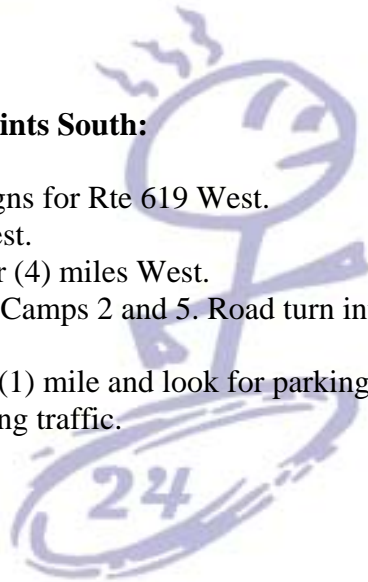 ints South:
gns for Rte 619 West.
est.
r (4) miles West.
Camps 2 and 5. Road turn in
(1) mile and look for parking
ng traffic.
24